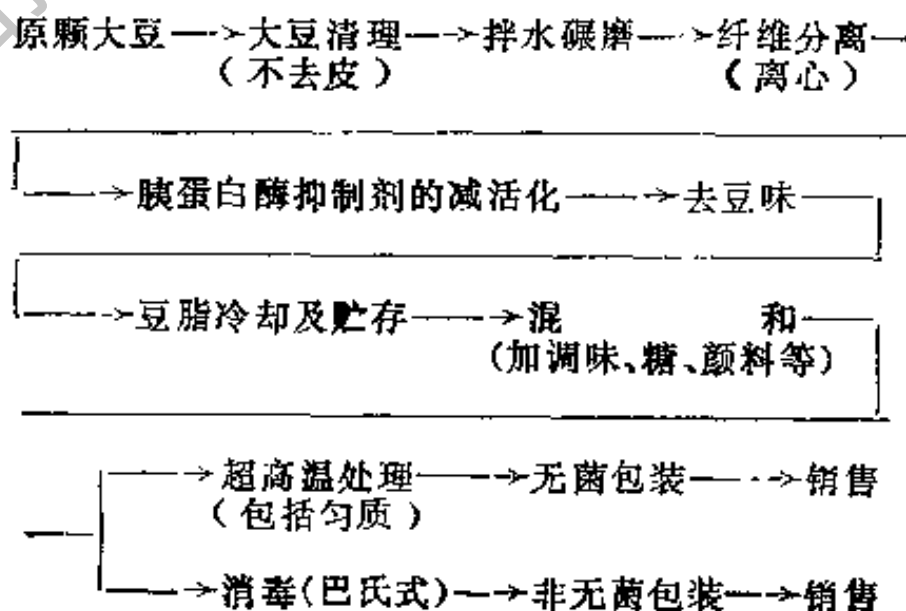 原颗大豆→大豆清理→拌水碾磨→纤维分离
(不去皮) (离心)
→胰蛋白酶抑制剂的减活化→去豆味
→豆脂冷却及贮存→混 和
(加调味、糖、颜料等)
→超高温处理→无菌包装→销售
(包括匀质)
→消毒(巴氏式)→非无菌包装→销售